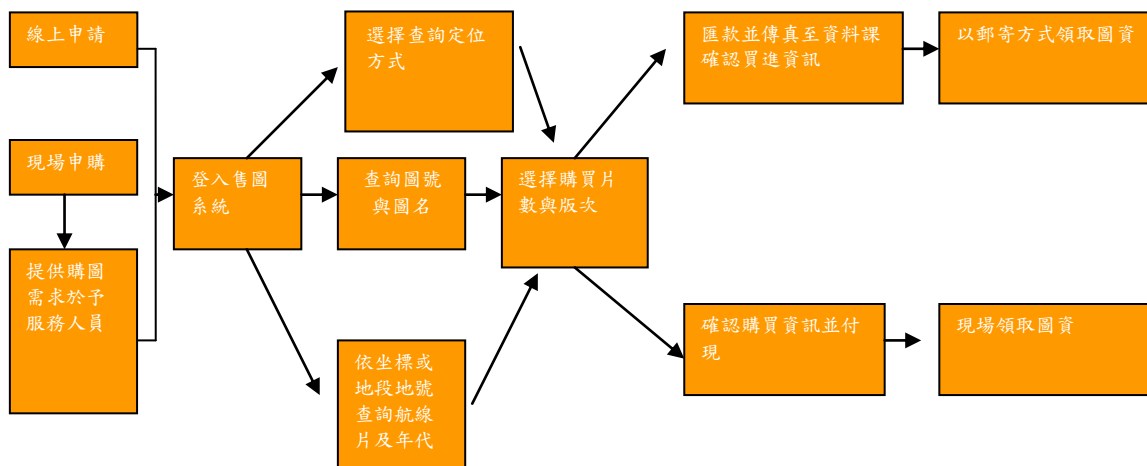 線上申請
現場申購
提供購圖
需求於予
服務人員
登入售圖
系統
選擇查詢定位
方式
查詢圖號
與圖名
依坐標或
地段地號
查詢航線
片及年代
選擇購買片
數與版次
匯款並傳真至資料課
確認買進資訊
以郵寄方式領取圖資
確認購買資訊並付
現
現場領取圖資